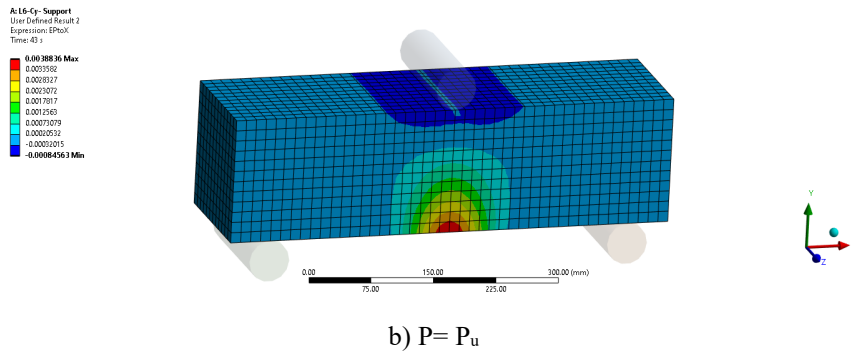 A: L6-Cy- Support
User Defined Result 2
Expression: EPtoX
Time: 43 s
0.0038836 Max
0.0033582
0.0028327
0.0023072
0.0017817
0.0012563
0.00073079
0.00020532
-0.00032015
-0.00084563 Min
Y
Z
0.00 150.00 300.00 (mm)
75.00 225.00
b) P= Pu